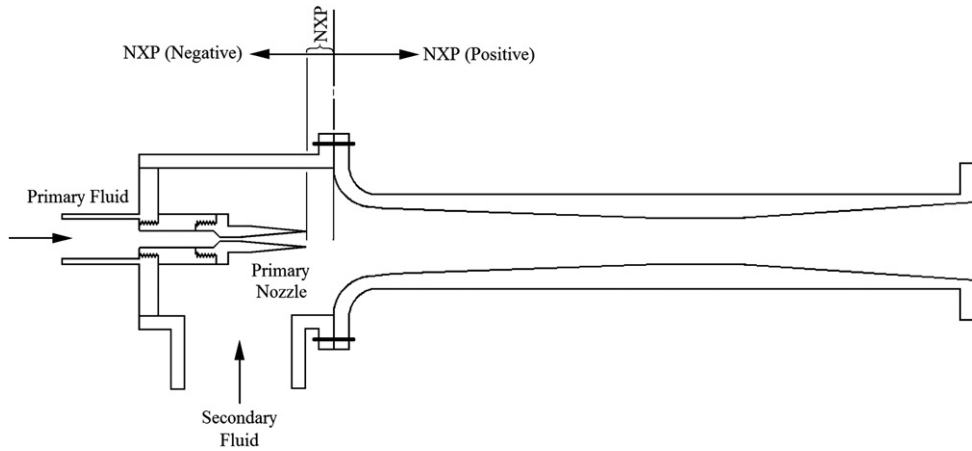 NXP
NXP (Negative)
NXP (Positive)
Primary Fluid
Primary
Nozzle
Secondary
Fluid